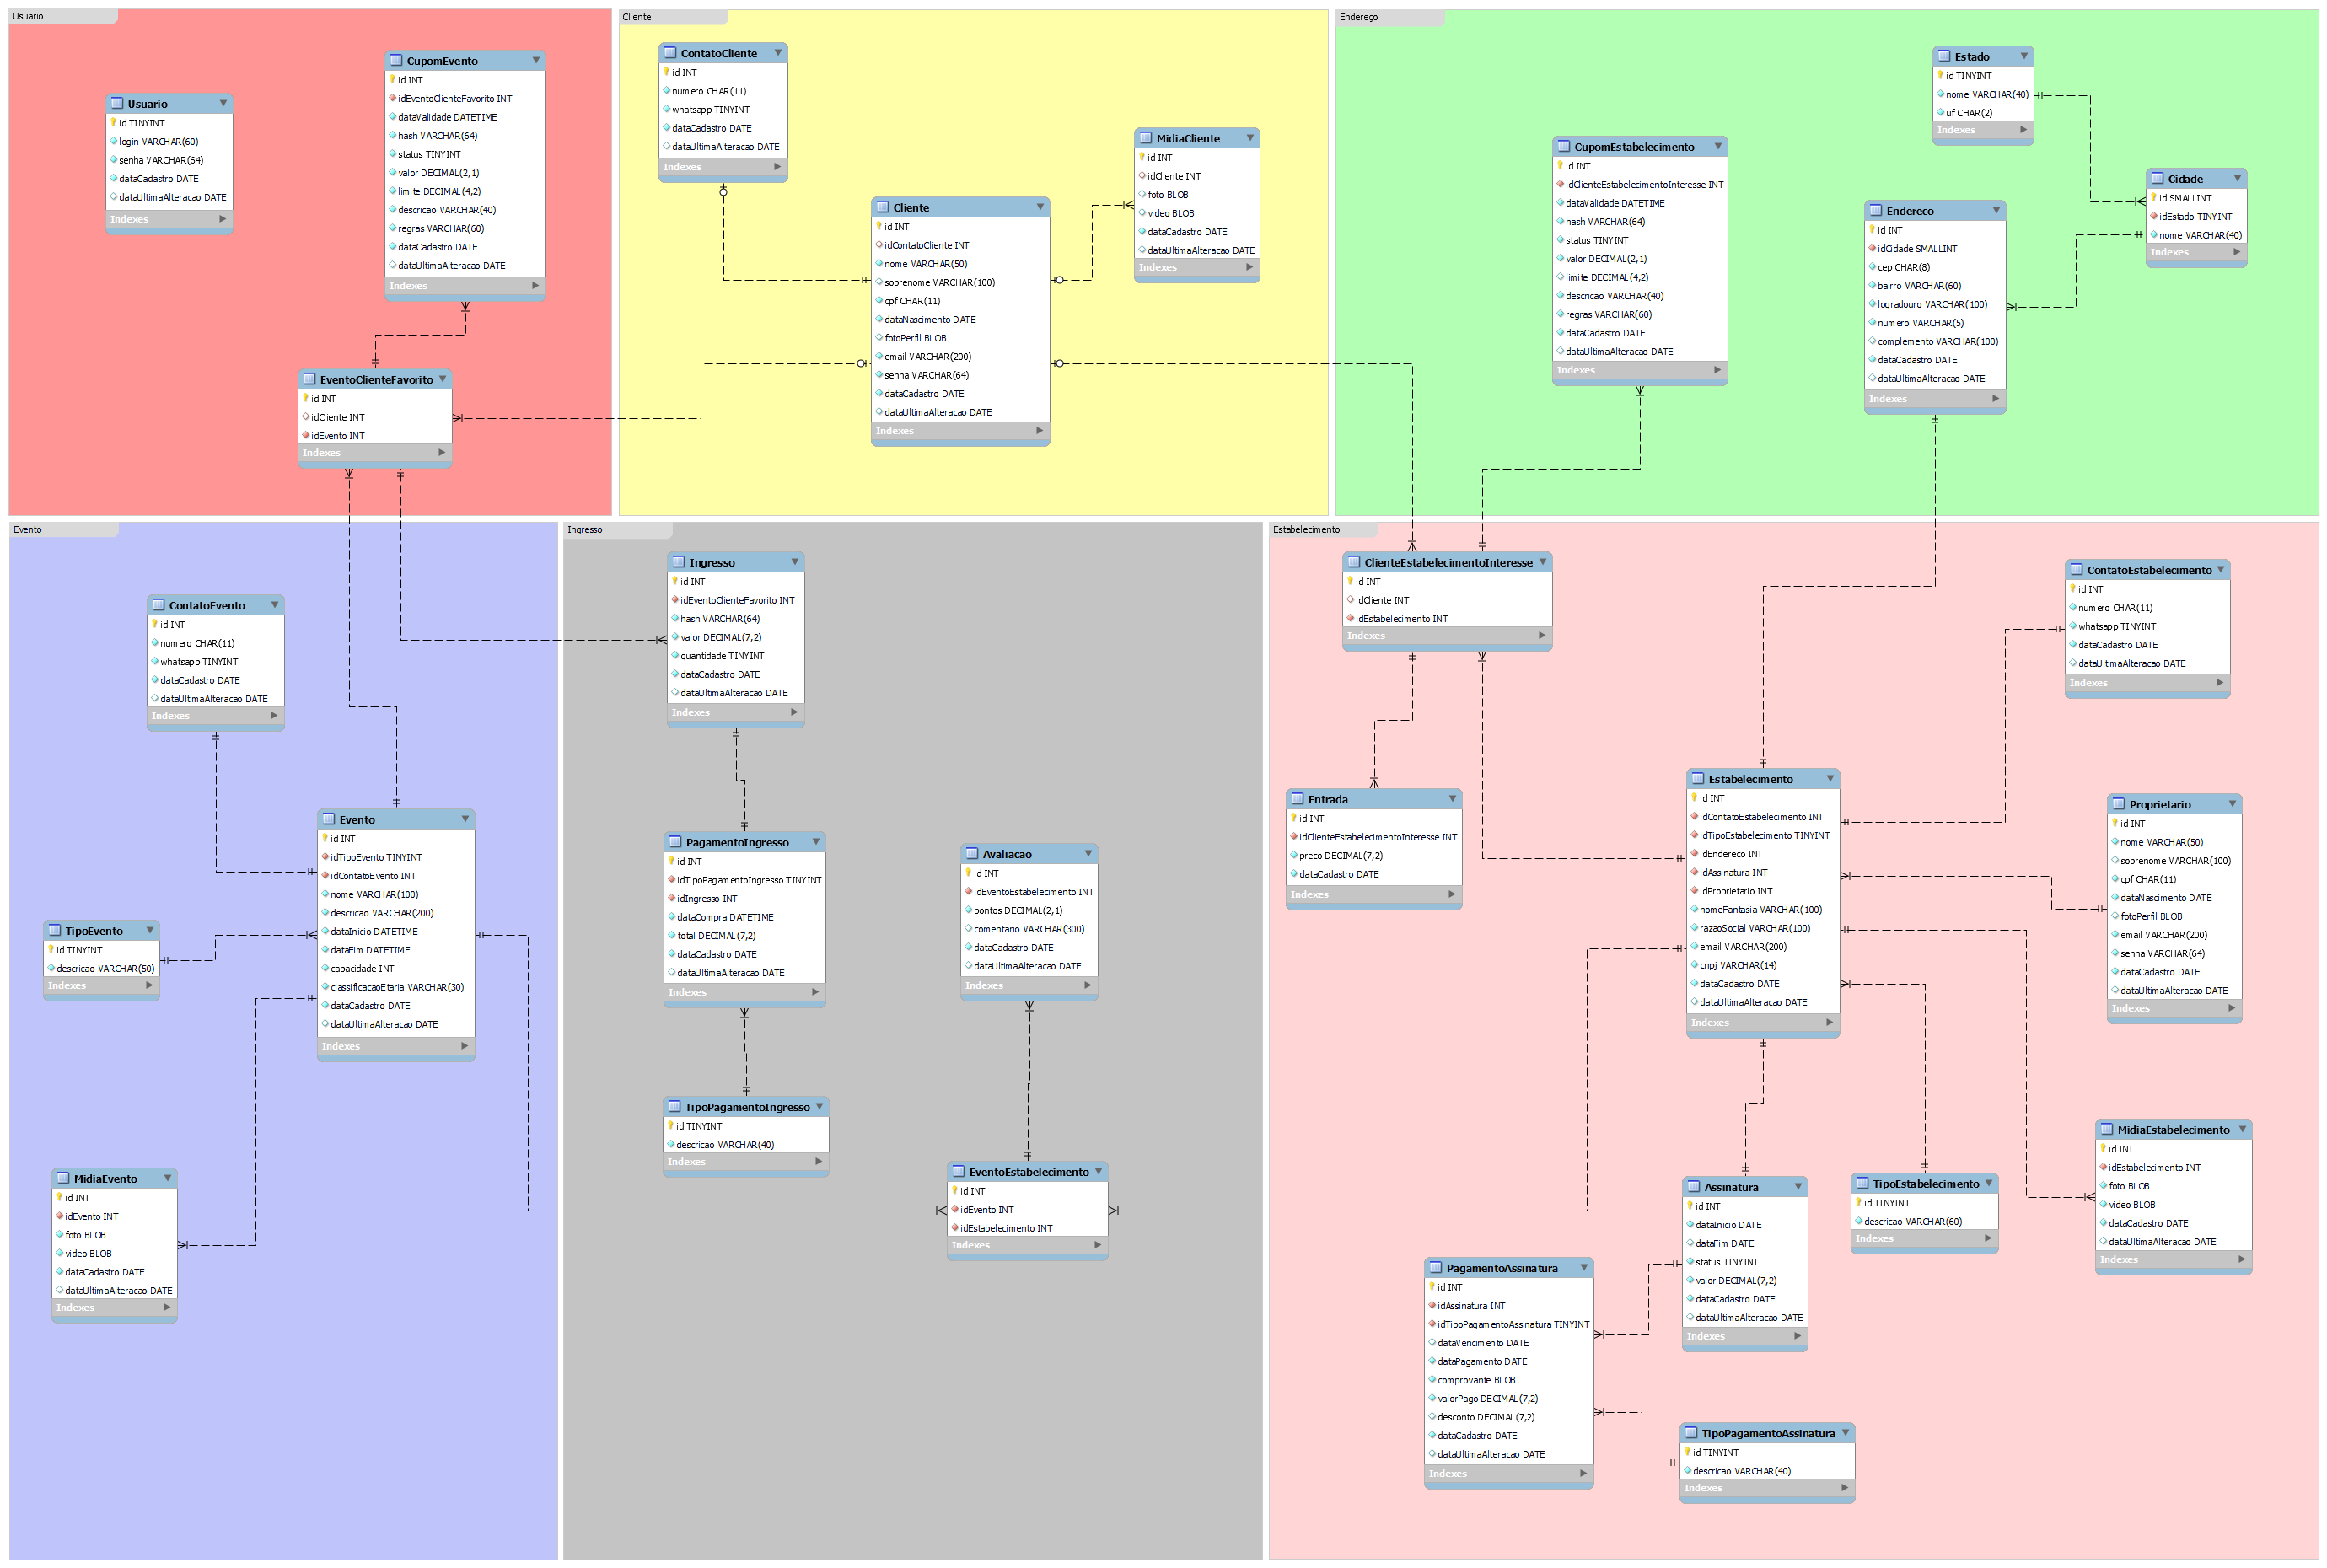 Usuario
CupomEvento
id INT
idEventoClienteFavorito INT
dataValidade DATETIME
hash VARCHAR(64)
status TINYINT
valor DECIMAL(2,1)
limite DECIMAL(4,2)
descricao VARCHAR(40)
regras VARCHAR(60)
dataCadastro DATE
dataUltimaAlteracao DATE
Indexes
Usuario
id TINYINT
login VARCHAR(60)
senha VARCHAR(64)
dataCadastro DATE
dataUltimaAlteracao DATE
Indexes
EventoClienteFavorito
id INT
idCliente INT
idEvento INT
Indexes
Cliente
ContatoCliente
id INT
numero CHAR(11)
whatsapp TINYINT
dataCadastro DATE
dataUltimaAlteracao DATE
Indexes
MidiaCliente
id INT
idCliente INT
foto BLOB
video BLOB
dataCadastro DATE
dataUltimaAlteracao DATE
Indexes
Cliente
id INT
idContatoCliente INT
nome VARCHAR(50)
sobrenome VARCHAR(100)
cpf CHAR(11)
dataNascimento DATE
fotoPerfil BLOB
email VARCHAR(200)
senha VARCHAR(64)
dataCadastro DATE
dataUltimaAlteracao DATE
Indexes
Endereço
Estado
id TINYINT
nome VARCHAR(40)
uf CHAR(2)
Indexes
CupomEstabelecimento
id INT
idClienteEstabelecimentoInteresse INT
dataValidade DATETIME
hash VARCHAR(64)
status TINYINT
valor DECIMAL(2,1)
limite DECIMAL(4,2)
descricao VARCHAR(40)
regras VARCHAR(60)
dataCadastro DATE
dataUltimaAlteracao DATE
Indexes
Cidade
id SMALLINT
idEstado TINYINT
nome VARCHAR(40)
Indexes
Endereco
id INT
idCidade SMALLINT
cep CHAR(8)
bairro VARCHAR(60)
logradouro VARCHAR(100)
numero VARCHAR(5)
complemento VARCHAR(100)
dataCadastro DATE
dataUltimaAlteracao DATE
Indexes
Evento
ContatoEvento
id INT
numero CHAR(11)
whatsapp TINYINT
dataCadastro DATE
dataUltimaAlteracao DATE
Indexes
Evento
id INT
idTipoEvento TINYINT
idContatoEvento INT
nome VARCHAR(100)
descricao VARCHAR(200)
dataInicio DATETIME
dataFim DATETIME
capacidade INT
classificacaoEtaria VARCHAR(30)
dataCadastro DATE
dataUltimaAlteracao DATE
Indexes
TipoEvento
id TINYINT
descricao VARCHAR(50)
Indexes
MidiaEvento
id INT
idEvento INT
foto BLOB
video BLOB
dataCadastro DATE
dataUltimaAlteracao DATE
Indexes
Ingresso
Ingresso
id INT
idEventoClienteFavorito INT
hash VARCHAR(64)
valor DECIMAL(7,2)
quantidade TINYINT
dataCadastro DATE
dataUltimaAlteracao DATE
Indexes
PagamentoIngresso
id INT
idTipoPagamentoIngresso TINYINT
idIngresso INT
dataCompra DATETIME
total DECIMAL(7,2)
dataCadastro DATE
dataUltimaAlteracao DATE
Indexes
Avaliacao
id INT
idEventoEstabelecimento INT
pontos DECIMAL(2,1)
comentario VARCHAR(300)
dataCadastro DATE
dataUltimaAlteracao DATE
Indexes
TipoPagamentoIngresso
id TINYINT
descricao VARCHAR(40)
Indexes
EventoEstabelecimento
id INT
idEvento INT
idEstabelecimento INT
Indexes
Estabelecimento
ClienteEstabelecimentoInteresse
id INT
idCliente INT
idEstabelecimento INT
Indexes
ContatoEstabelecimento
id INT
numero CHAR(11)
whatsapp TINYINT
dataCadastro DATE
dataUltimaAlteracao DATE
Indexes
Entrada
id INT
idClienteEstabelecimentoInteresse INT
preco DECIMAL(7,2)
dataCadastro DATE
Indexes
Estabelecimento
id INT
idContatoEstabelecimento INT
idTipoEstabelecimento TINYINT
idEndereco INT
idAssinatura INT
idProprietario INT
nomeFantasia VARCHAR(100)
razaoSocial VARCHAR(100)
email VARCHAR(200)
cnpj VARCHAR(14)
dataCadastro DATE
dataUltimaAlteracao DATE
Indexes
Proprietario
id INT
nome VARCHAR(50)
sobrenome VARCHAR(100)
cpf CHAR(11)
dataNascimento DATE
fotoPerfil BLOB
email VARCHAR(200)
senha VARCHAR(64)
dataCadastro DATE
dataUltimaAlteracao DATE
Indexes
Assinatura
id INT
dataInicio DATE
dataFim DATE
status TINYINT
valor DECIMAL(7,2)
dataCadastro DATE
dataUltimaAlteracao DATE
Indexes
TipoEstabelecimento
id TINYINT
descricao VARCHAR(60)
Indexes
MidiaEstabelecimento
id INT
idEstabelecimento INT
foto BLOB
video BLOB
dataCadastro DATE
dataUltimaAlteracao DATE
Indexes
PagamentoAssinatura
id INT
idAssinatura INT
idTipoPagamentoAssinatura TINYINT
dataVencimento DATE
dataPagamento DATE
comprovante BLOB
valorPago DECIMAL(7,2)
desconto DECIMAL(7,2)
dataCadastro DATE
dataUltimaAlteracao DATE
Indexes
TipoPagamentoAssinatura
id TINYINT
descricao VARCHAR(40)
Indexes